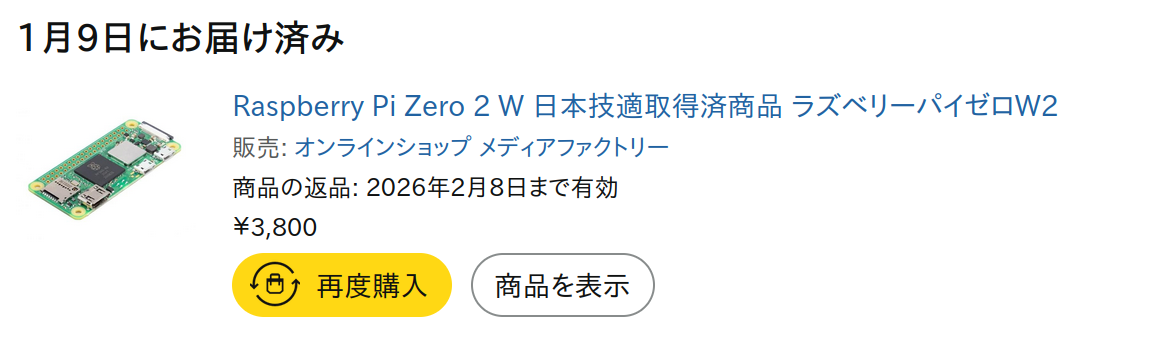 1月9日にお届け済み
Raspberry Pi Zero 2 W 日本技適取得済商品 ラズベリーパイゼロW2
販売: オンラインショップ メディアファクトリー
商品の返品: 2026年2月8日まで有効
¥3,800
再度購入
商品を表示